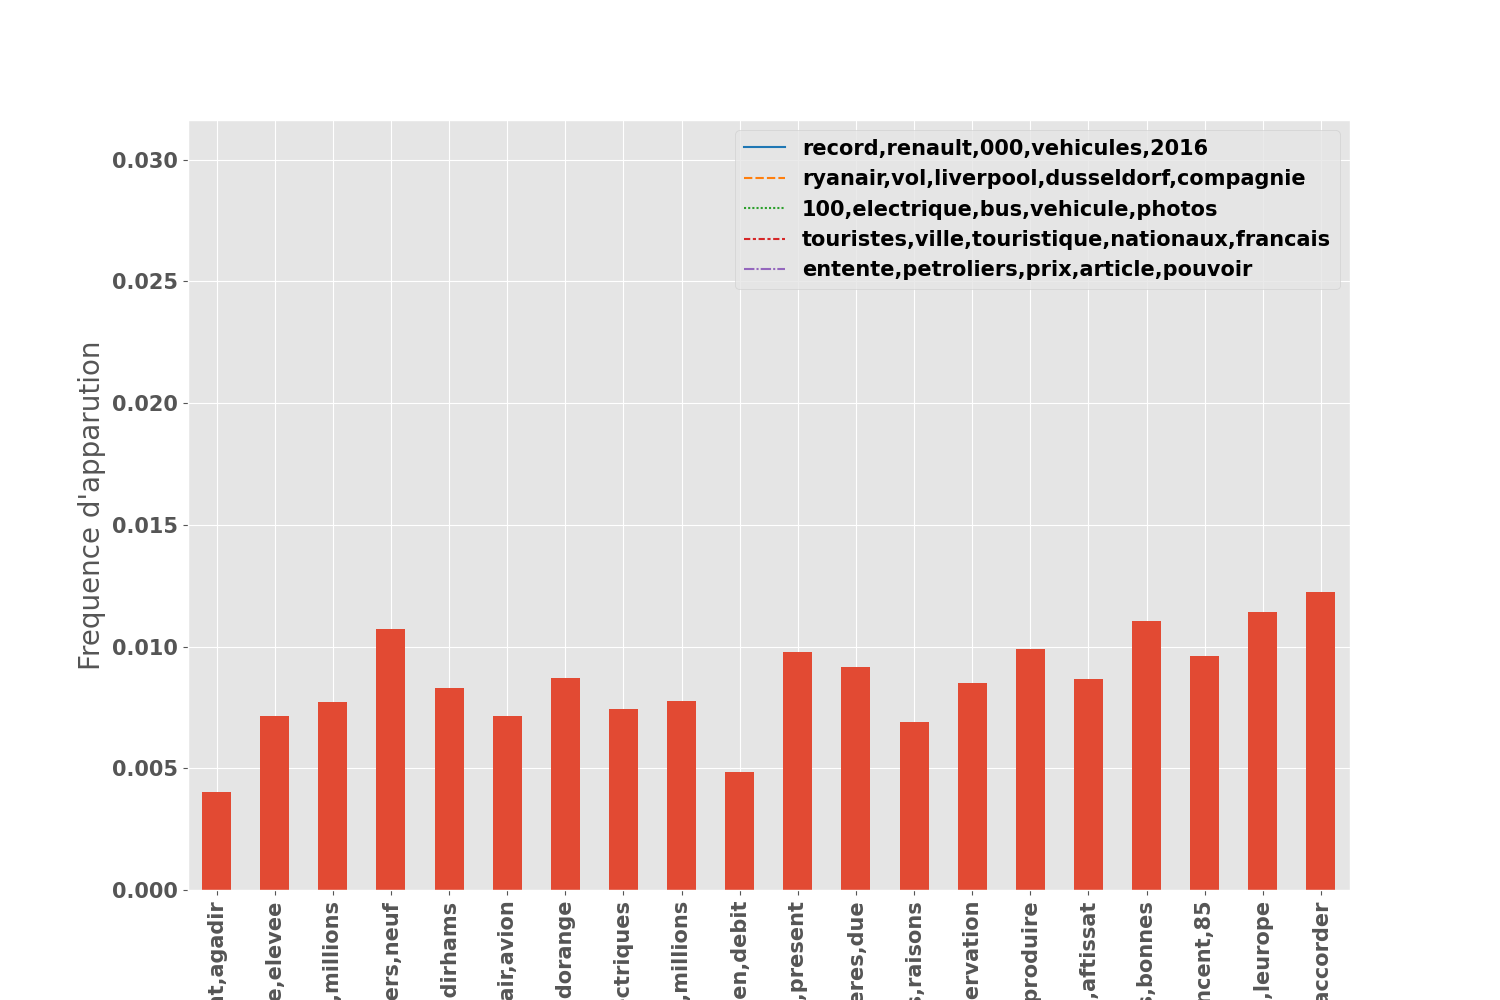 record,renault,000,vehicules,2016
ryanair,vol,liverpool,dusseldorf,compagnie
100,electrique,bus,vehicule,photos
touristes,ville,touristique,nationaux,francais
entente,petroliers,prix,article,pouvoir
Frequence d'apparution
0.030
0.025
0.020
0.015
0.010
0.005
0.000
nt,agadir
e,elevee
,millions
ers,neuf
dirhams
air,avion
dorange
ctriques
,millions
en,debit
,present
eres,due
s,raisons
ervation
produire
,aftissat
s,bonnes
ncent,85
,leurope
accorder